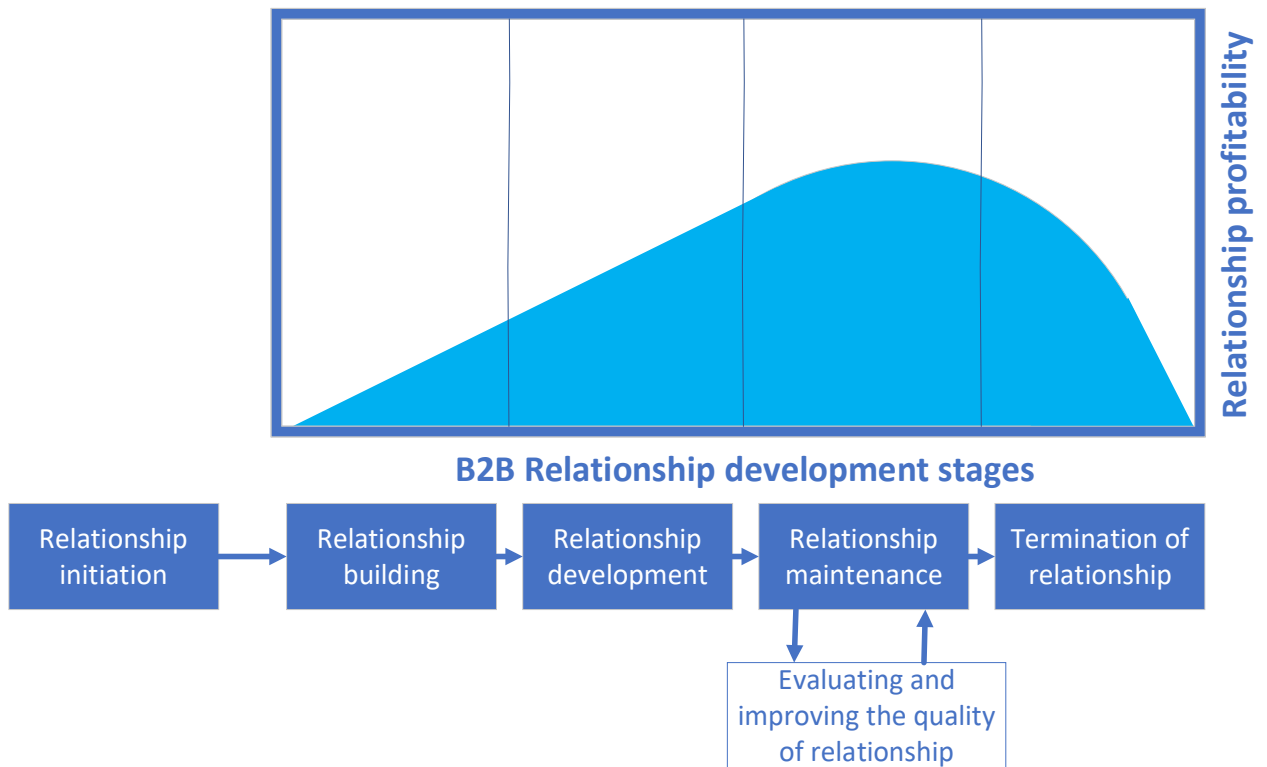 Relationship profitability
B2B Relationship development stages
Relationship
initiation
Relationship
building
Relationship
development
Relationship
maintenance
Termination of
relationship
Evaluating and
improving the quality
of relationship